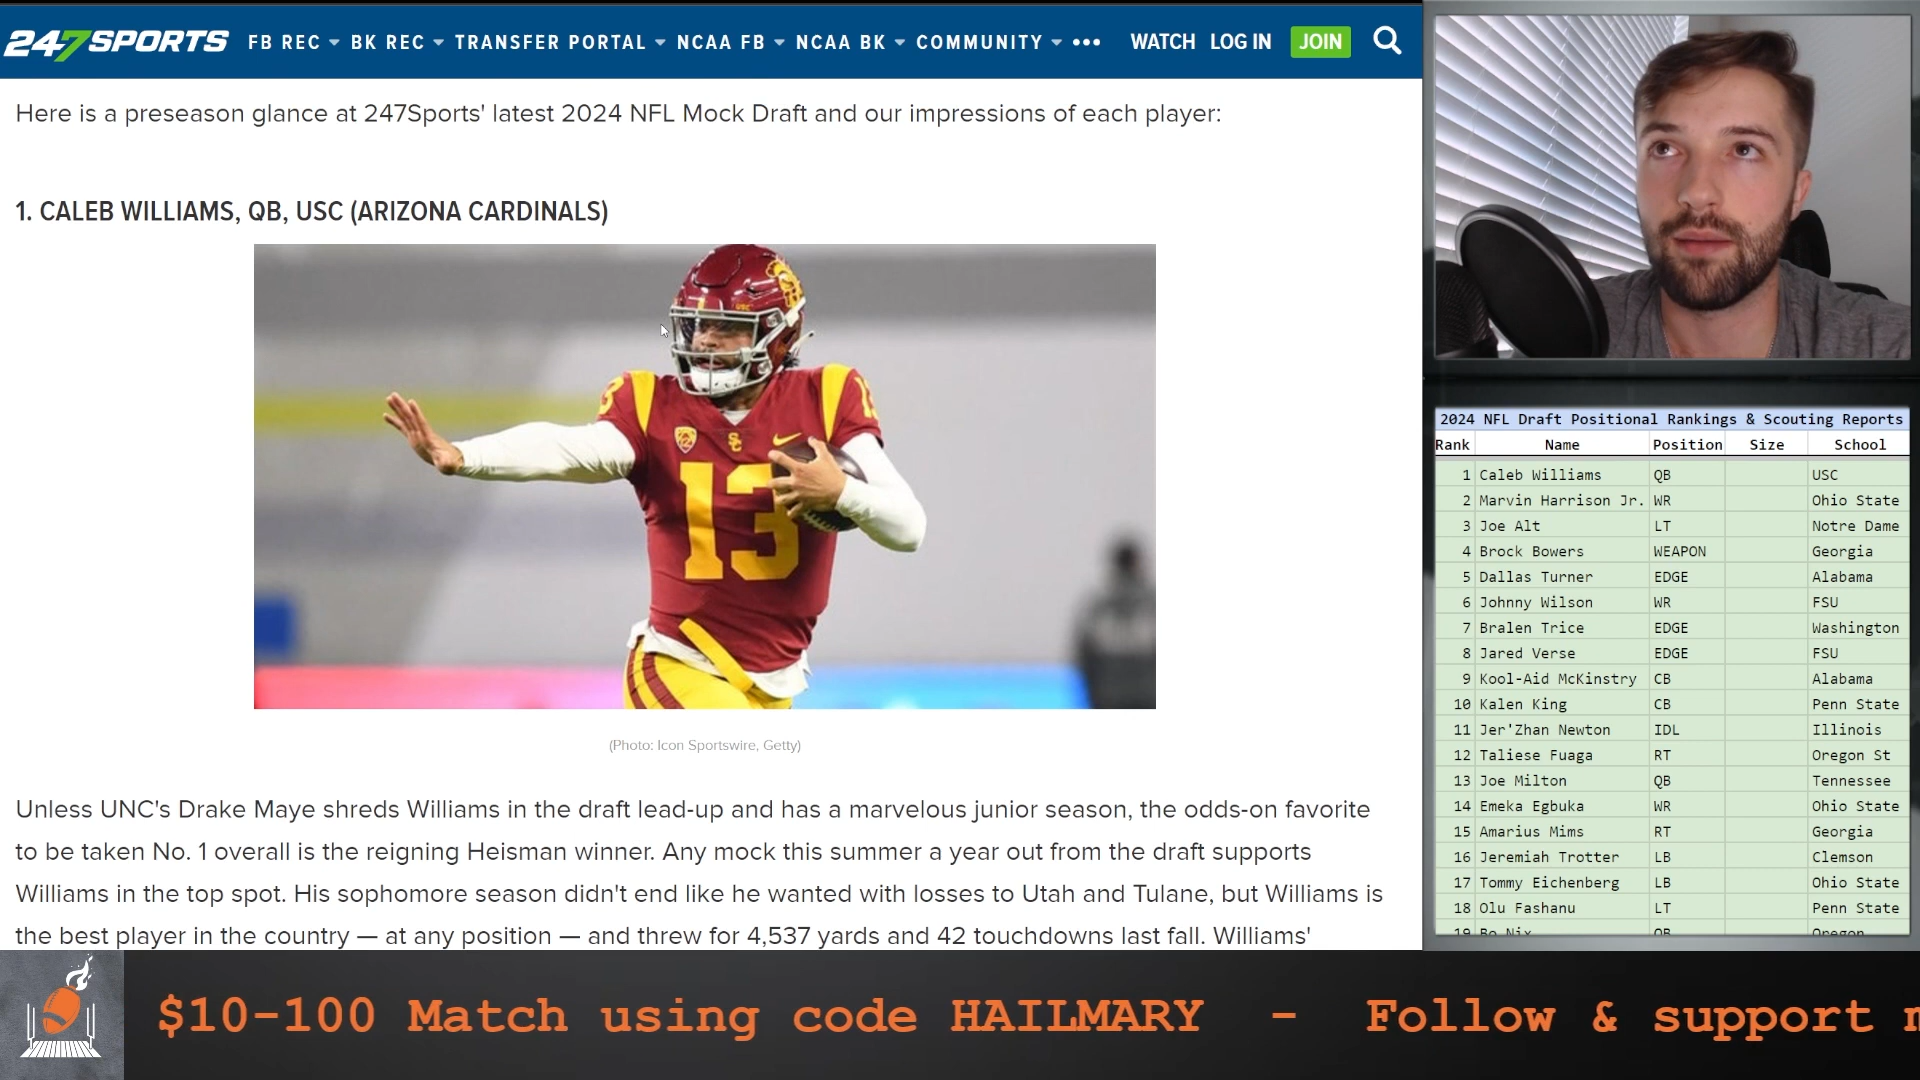 247SPORTS FB REC BK REC TRANSFER PORTAL NCAA FB NCAA BK COMMUNITY ••• WATCH LOG IN JOIN
Here is a preseason glance at 247Sports' latest 2024 NFL Mock Draft and our impressions of each player:
1. CALEB WILLIAMS, QB, USC (ARIZONA CARDINALS)
13
(Photo: Icon Sportswire, Getty)
Unless UNC's Drake Maye shreds Williams in the draft lead-up and has a marvelous junior season, the odds-on favorite
to be taken No. 1 overall is the reigning Heisman winner. Any mock this summer a year out from the draft supports
Williams in the top spot. His sophomore season didn't end like he wanted with losses to Utah and Tulane, but Williams is
the best player in the country — at any position — and threw for 4,537 yards and 42 touchdowns last fall. Williams'
2024 NFL Draft Positional Rankings & Scouting Reports
Rank Name Position Size School
1 Caleb Williams QB USC
2 Marvin Harrison Jr. WR Ohio State
3 Joe Alt LT Notre Dame
4 Brock Bowers WEAPON Georgia
5 Dallas Turner EDGE Alabama
6 Johnny Wilson WR FSU
7 Bralen Trice EDGE Washington
8 Jared Verse EDGE FSU
9 Kool-Aid McKinstry CB Alabama
10 Kalen King CB Penn State
11 Jer'Zhan Newton IDL Illinois
12 Taliese Fuaga RT Oregon St
13 Joe Milton QB Tennessee
14 Emeka Egbuka WR Ohio State
15 Amarius Mims RT Georgia
16 Jeremiah Trotter LB Clemson
17 Tommy Eichenberg LB Ohio State
18 Olu Fashanu LT Penn State
19 Bo Nix QB Oregon
$10-100 Match using code HAILMARY - Follow & support